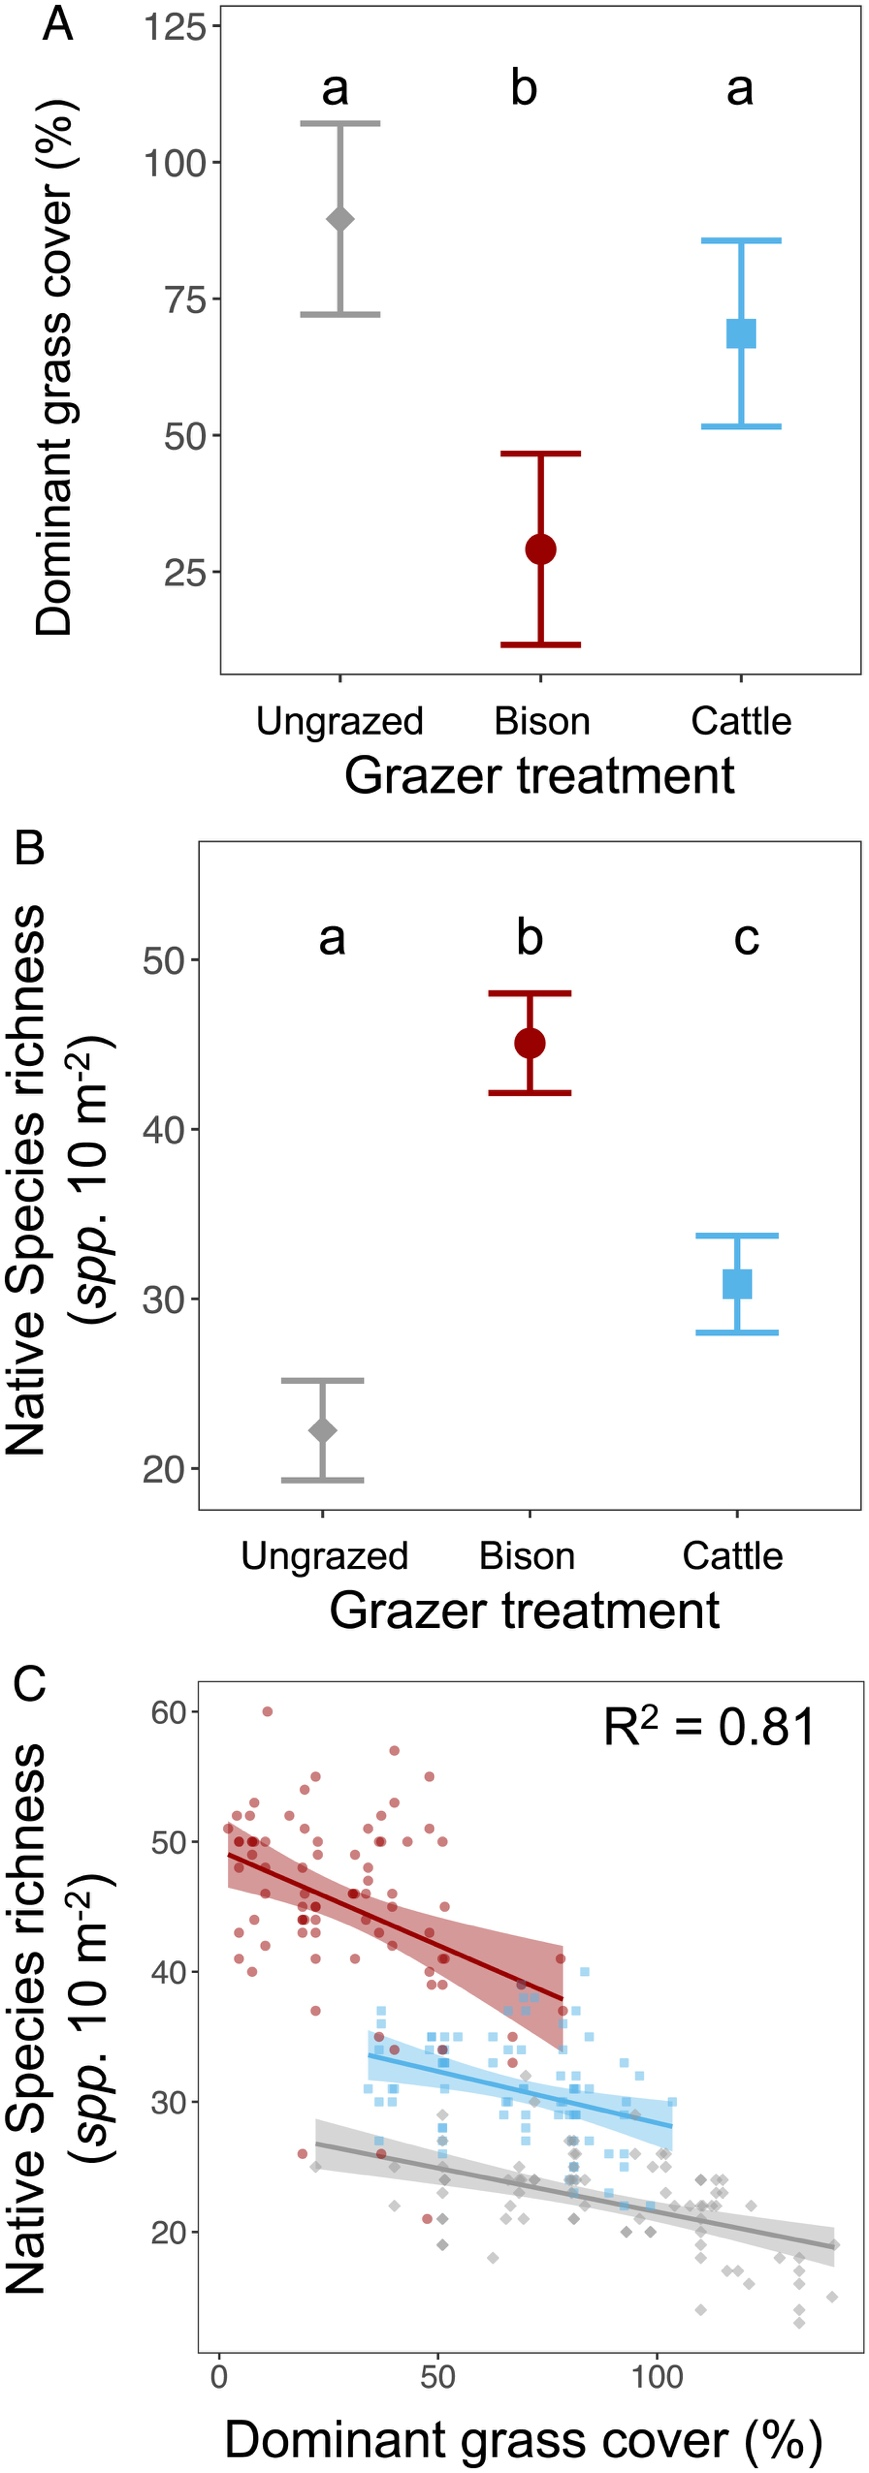 A
Dominant grass cover (%)
125
100
75
50
25
a b a
Ungrazed Bison Cattle
Grazer treatment
B
Native Species richness
(spp. 10 m-2)
50
40
30
20
a b c
Ungrazed Bison Cattle
Grazer treatment
C
Native Species richness
(spp. 10 m-2)
60
50
40
30
20
R2 = 0.81
0 50 100
Dominant grass cover (%)